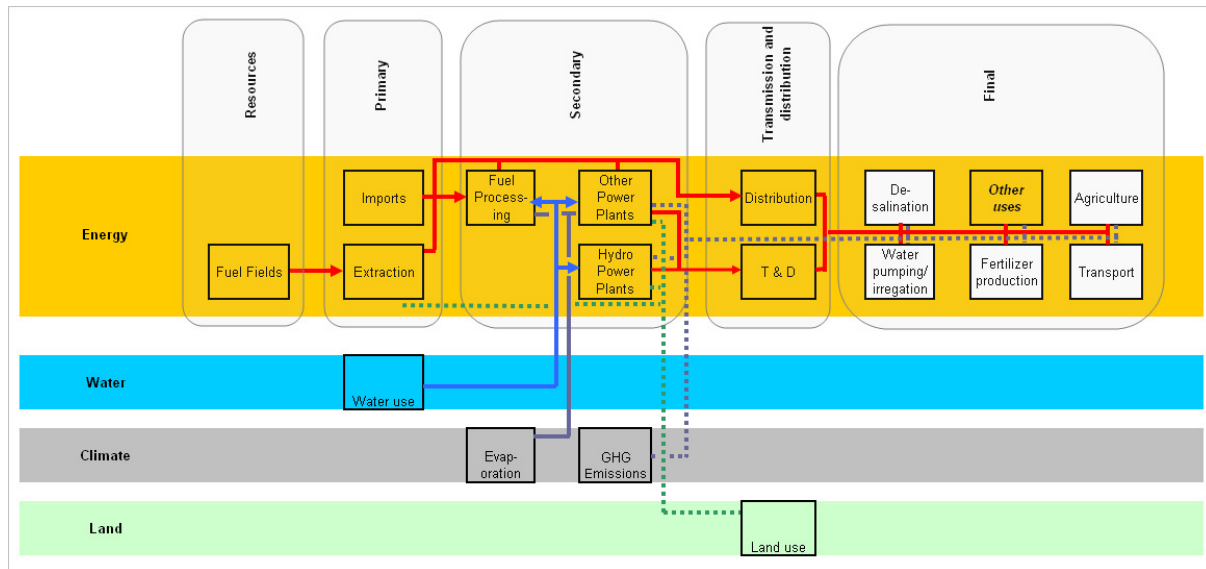 Resources
Primary
Secondary
Transmission and
distribution
Final
Energy
Imports
Fuel
Process-
ing
Other
Power
Plants
Distribution
De-
salination
Other
uses
Agriculture
Fuel Fields
Extraction
Hydro
Power
Plants
T & D
Water
pumping/
irregation
Fertilizer
production
Transport
Water
Water use
Climate
Evap-
oration
GHG
Emissions
Land
Land use